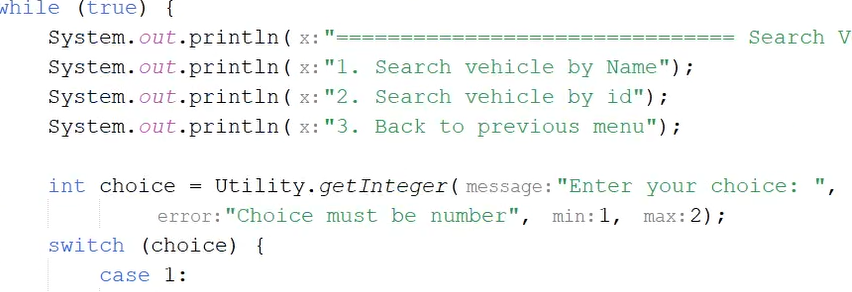 while (true) {
System.out.println( x: "=============================== Search V
System.out.println( x: "1. Search vehicle by Name");
System.out.println( x: "2. Search vehicle by id");
System.out.println( x: "3. Back to previous menu");
int choice = Utility.getInteger( message: "Enter your choice: ",
error: "Choice must be number", min: 1, max: 2);
switch (choice) {
case 1: